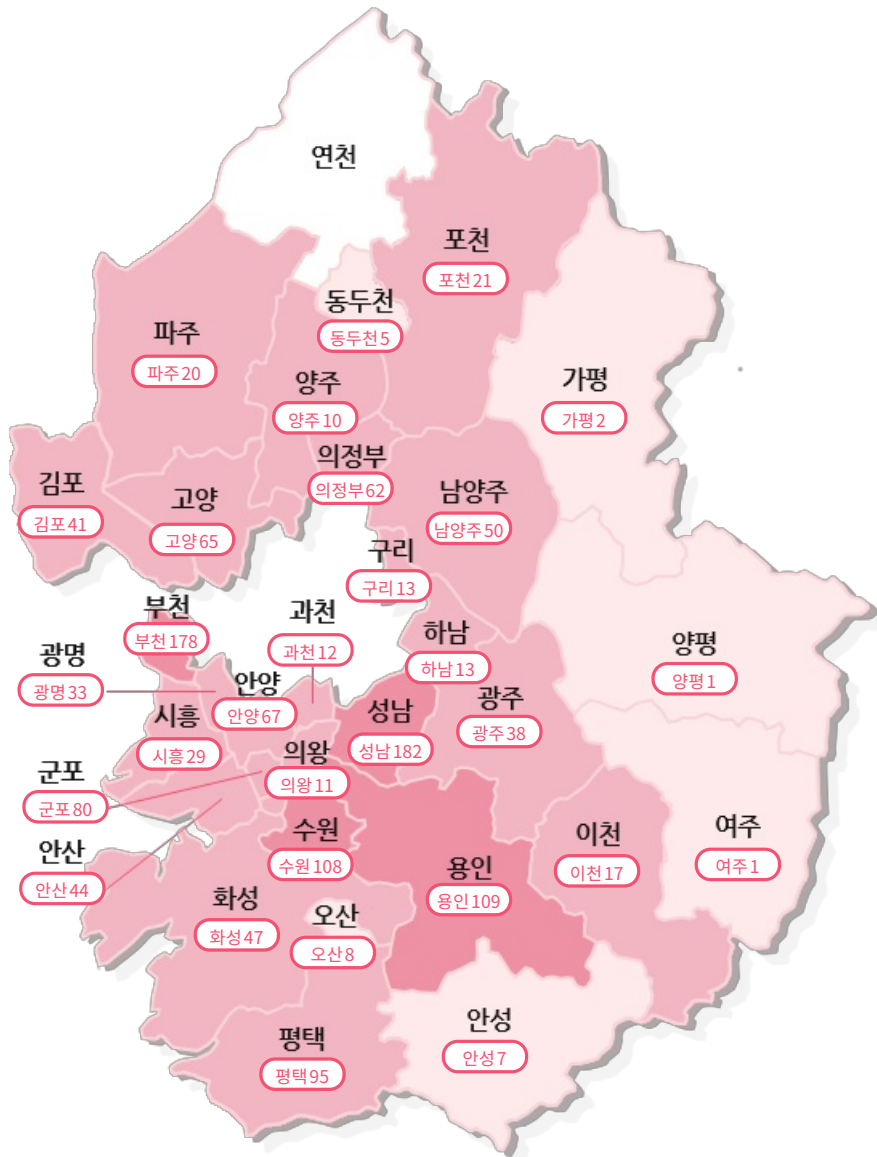 연천
포천
포천21
동두천
동두천5
파주
파주20
양주
양주10
가평
가평2
의정부
의정부62
김포
김포41
고양
고양65
남양주
남양주50
구리
구리13
부천
부천178
과천
과천12
하남
하남13
광명
광명33
안양
안양67
양평
양평1
시흥
시흥29
성남
성남182
광주
광주38
의왕
의왕11
군포
군포80
수원
수원108
안산
안산44
용인
용인109
이천
이천17
여주
여주1
화성
화성47
오산
오산8
평택
평택95
안성
안성7